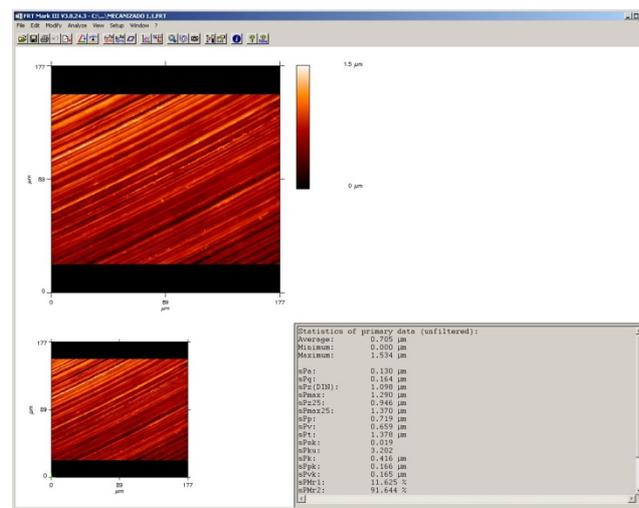 FRT Mark III V3.8.24.3 - C:\...\MECANIZADO 1.1.FRT
File Edit Modify Analyze View Setup Window ?
177
89
0
µm
0
89
177
µm
1.5 µm
0 µm
177
89
0
µm
0
89
177
µm
Statistics of primary data (unfiltered):
Average: 0.705 µm
Minimum: 0.000 µm
Maximum: 1.534 µm
sPa: 0.130 µm
sPq: 0.164 µm
sPz(DIN): 1.098 µm
sPmax: 1.290 µm
sPz25: 0.946 µm
sPmax25: 1.370 µm
sPp: 0.719 µm
sPv: 0.659 µm
sPt: 1.378 µm
sPsk: 0.019
sPku: 3.202
sPk: 0.416 µm
sPpk: 0.166 µm
sPvk: 0.165 µm
sPMr1: 11.625 %
sPMr2: 91.644 %